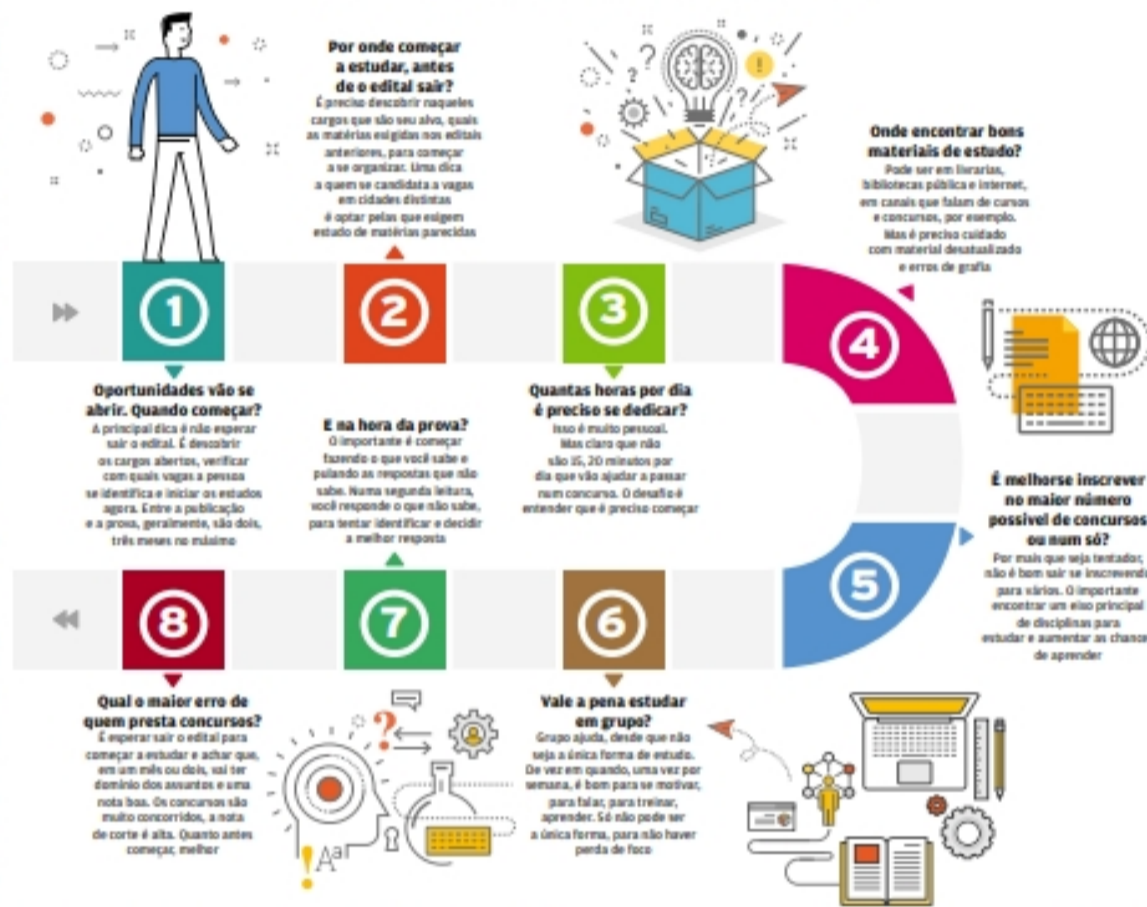 1
Oportunidades vão se
abrir. Quando começar?
A principal dica é não esperar
sair o edital. É descobrir
os cargos abertos, verificar
com quais vagas a pessoa
se identifica e iniciar os estudos
agora. Entre a publicação
e a prova, geralmente, são dois,
três meses no máximo
2
Por onde começar
a estudar, antes
de o edital sair?
É preciso descobrir naqueles
cargos que são seu alvo, quais
as matérias exigidas nos editais
anteriores, para começar
a se organizar. Uma dica
a quem se candidata a vagas
em cidades distintas
é optar pelas que exigem
estudo de matérias parecidas
3
Quantas horas por dia
é preciso se dedicar?
Isso é muito pessoal.
Mas claro que não
são 15, 20 minutos por
dia que vão ajudar a passar
num concurso. O desafio é
entender que é preciso começar
4
Onde encontrar bons
materiais de estudo?
Pode ser em livrarias,
bibliotecas pública e internet,
em canais que falam de cursos
e concursos, por exemplo.
Mas é preciso cuidado
com material desatualizado
e erros de grafia
5
É melhorse inscrever
no maior número
possível de concursos
ou num só?
Por mais que seja tentador,
não é bom sair se inscrevendo
para vários. O importante
encontrar um eixo principal
de disciplinas para
estudar e aumentar as chance
de aprender
6
Vale a pena estudar
em grupo?
Grupo ajuda, desde que não
seja a única forma de estudo.
De vez em quando, uma vez por
semana, é bom para se motivar,
para falar, para treinar,
aprender. Só não pode ser
a única forma, para não haver
perda de foco
7
E na hora da prova?
O importante é começar
fazendo o que você sabe e
pulando as respostas que não
sabe. Numa segunda leitura,
você responde o que não sabe,
para tentar identificar e decidir
a melhor resposta
8
Qual o maior erro de
quem presta concursos?
É esperar sair o edital para
começar a estudar e achar que,
em um mês ou dois, vai ter
domínio dos assuntos e uma
nota boa. Os concursos são
muito concorridos, a nota
de corte é alta. Quanto antes
começar, melhor
Aa